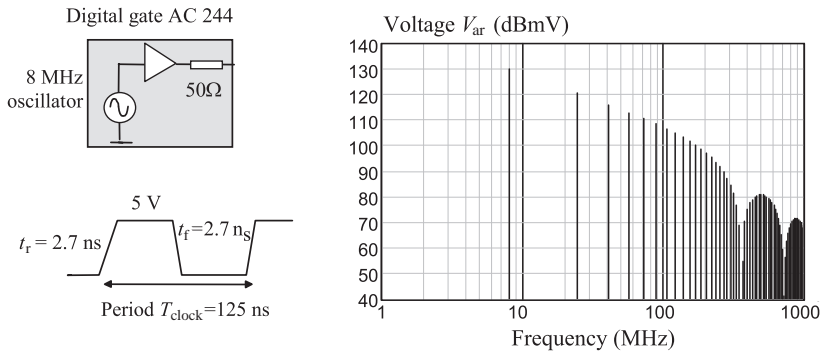 Digital gate AC 244
8 MHz
oscillator
50Ω
5 V
tr = 2.7 ns
tf=2.7 ns
Period Tclock=125 ns
Voltage Var (dBmV)
140
130
120
110
100
90
80
70
60
50
40
1
10
100
1000
Frequency (MHz)